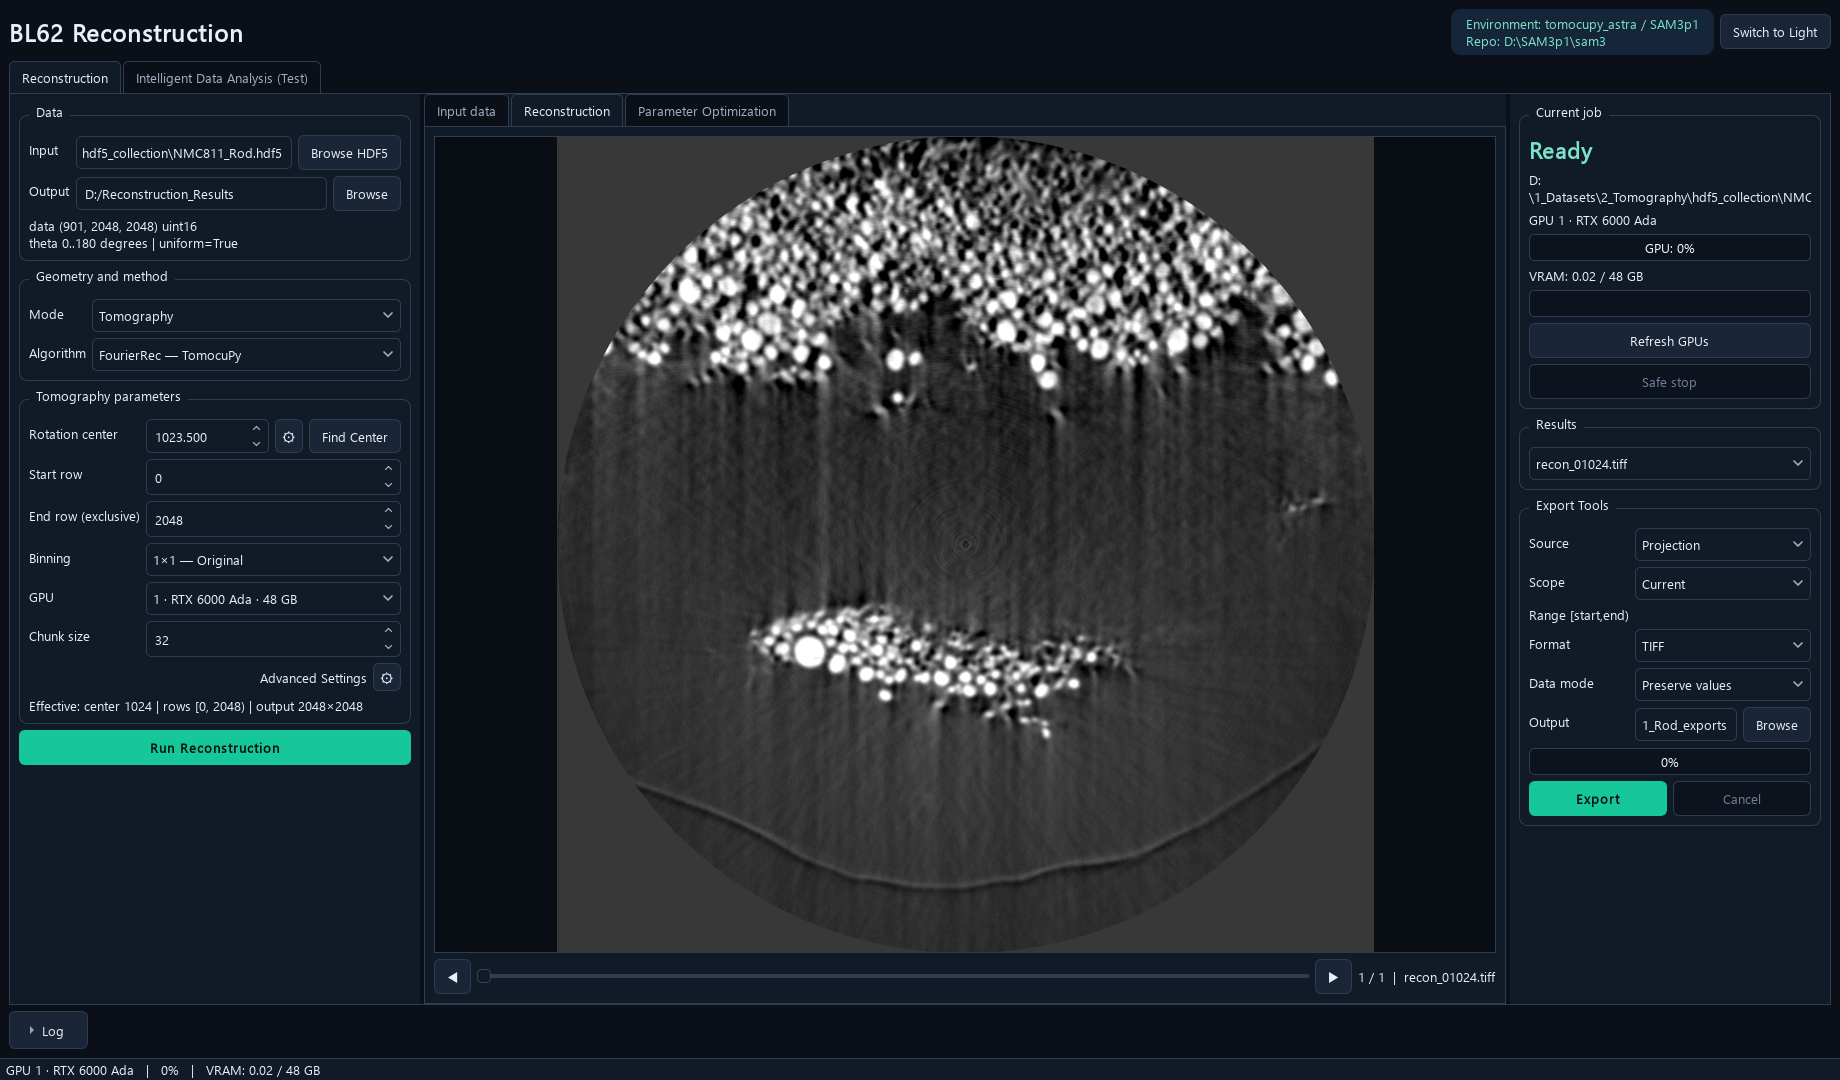 BL62 Reconstruction
Environment: tomocupy_astra / SAM3p1
Repo: D:\SAM3p1\sam3
Switch to Light
Reconstruction
Intelligent Data Analysis (Test)
Data
Input
hdf5_collection\NMC811_Rod.hdf5
Browse HDF5
Output
D:/Reconstruction_Results
Browse
data (901, 2048, 2048) uint16
theta 0..180 degrees | uniform=True
Geometry and method
Mode
Tomography
Algorithm
FourierRec — TomocuPy
Tomography parameters
Rotation center
1023.500
Find Center
Start row
0
End row (exclusive)
2048
Binning
1×1 — Original
GPU
1 · RTX 6000 Ada · 48 GB
Chunk size
32
Advanced Settings
Effective: center 1024 | rows [0, 2048) | output 2048×2048
Run Reconstruction
Input data
Reconstruction
Parameter Optimization
1 / 1 | recon_01024.tiff
Current job
Ready
D:
\1_Datasets\2_Tomography\hdf5_collection\NMC
GPU 1 · RTX 6000 Ada
GPU: 0%
VRAM: 0.02 / 48 GB
Refresh GPUs
Safe stop
Results
recon_01024.tiff
Export Tools
Source
Projection
Scope
Current
Range [start,end)
Format
TIFF
Data mode
Preserve values
Output
1_Rod_exports
Browse
0%
Export
Cancel
Log
GPU 1 · RTX 6000 Ada | 0% | VRAM: 0.02 / 48 GB